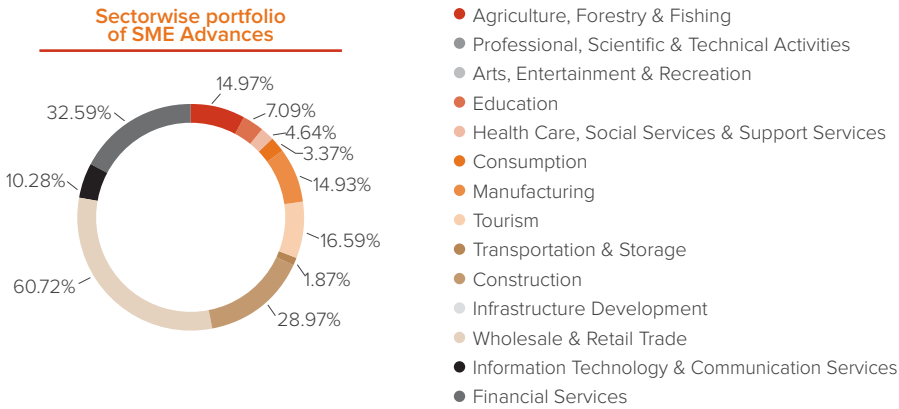 Sectorwise portfolio
of SME Advances
14.97%
7.09%
4.64%
3.37%
14.93%
16.59%
1.87%
28.97%
60.72%
10.28%
32.59%
Agriculture, Forestry & Fishing
Professional, Scientific & Technical Activities
Arts, Entertainment & Recreation
Education
Health Care, Social Services & Support Services
Consumption
Manufacturing
Tourism
Transportation & Storage
Construction
Infrastructure Development
Wholesale & Retail Trade
Information Technology & Communication Services
Financial Services